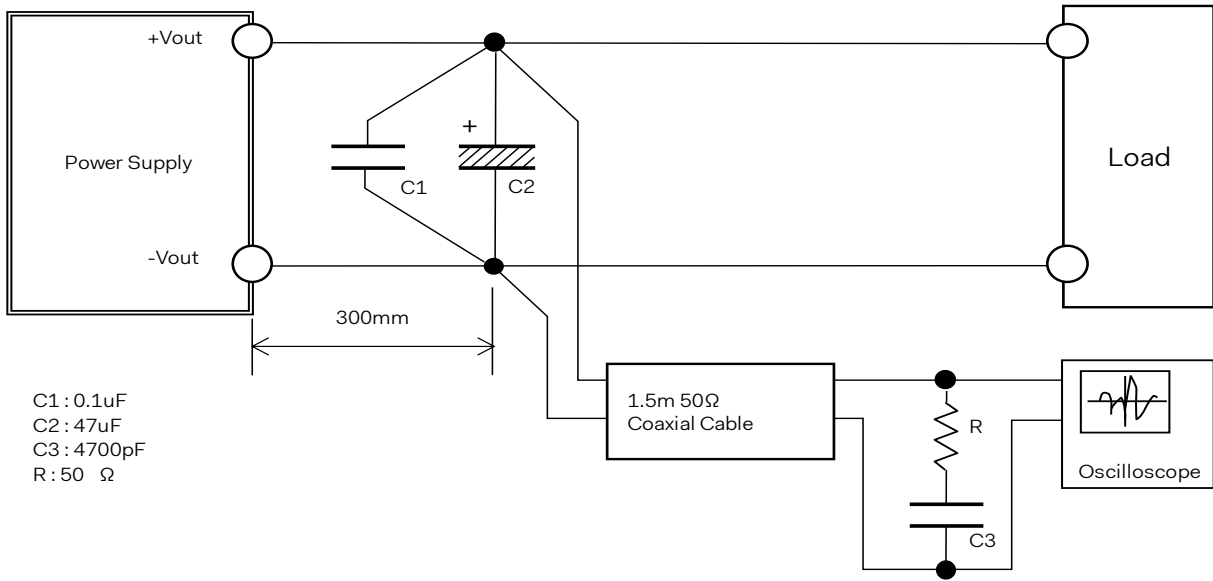 +Vout
Power Supply
-Vout
+
C1
C2
Load
300mm
C1 : 0.1uF
C2 : 47uF
C3 : 4700pF
R : 50 Ω
1.5m 50Ω
Coaxial Cable
R
C3
Oscilloscope